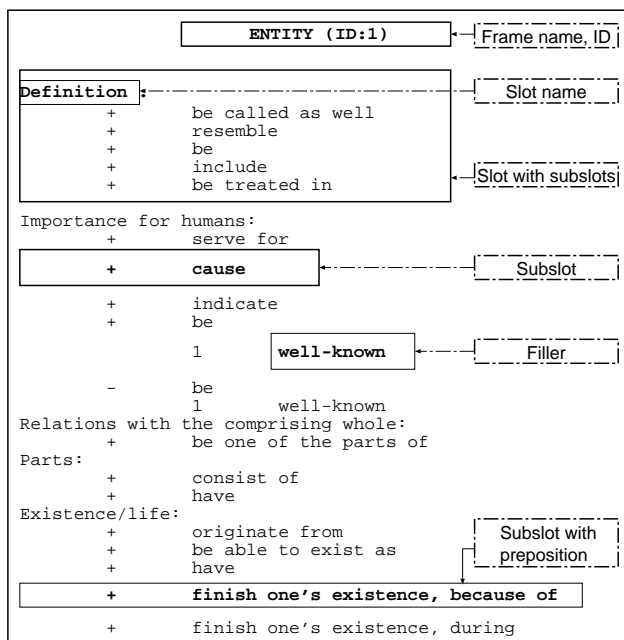 ENTITY (ID:1)
Frame name, ID
Definition :
Slot name
+ be called as well
+ resemble
+ be
+ include
+ be treated in
Slot with subslots
Importance for humans:
+ serve for
+ cause
Subslot
+ indicate
+ be
1 well-known
Filler
- be
1 well-known
Relations with the comprising whole:
+ be one of the parts of
Parts:
+ consist of
+ have
Existence/life:
+ originate from
+ be able to exist as
+ have
Subslot with
preposition
+ finish one's existence, because of
+ finish one's existence, during